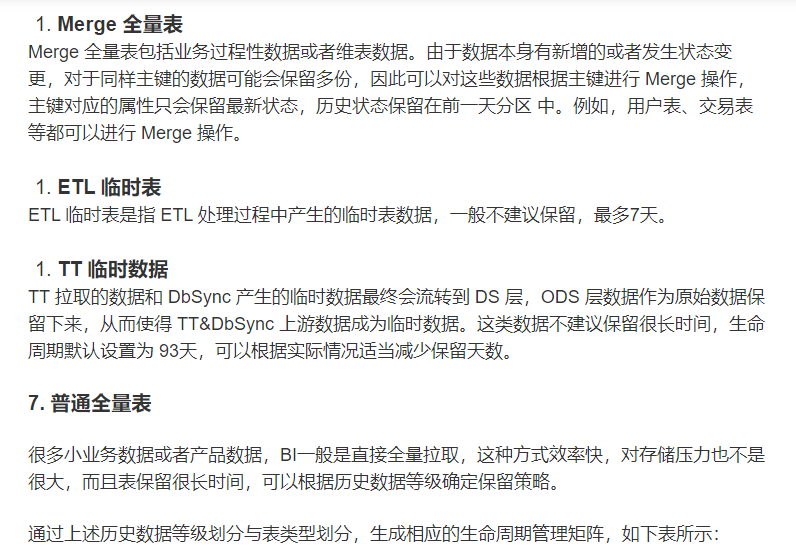 1. Merge 全量表
Merge 全量表包括业务过程性数据或者维表数据。由于数据本身有新增的或者发生状态变
更，对于同样主键的数据可能会保留多份，因此可以对这些数据根据主键进行 Merge 操作，
主键对应的属性只会保留最新状态，历史状态保留在前一天分区 中。例如，用户表、交易表
等都可以进行 Merge 操作。
1. ETL 临时表
ETL 临时表是指 ETL 处理过程中产生的临时表数据，一般不建议保留，最多7天。
1. TT 临时数据
TT 拉取的数据和 DbSync 产生的临时数据最终会流转到 DS 层，ODS 层数据作为原始数据保
留下来，从而使得 TT&DbSync 上游数据成为临时数据。这类数据不建议保留很长时间，生命
周期默认设置为 93天，可以根据实际情况适当减少保留天数。
7. 普通全量表
很多小业务数据或者产品数据，BI一般是直接全量拉取，这种方式效率快，对存储压力也不是
很大，而且表保留很长时间，可以根据历史数据等级确定保留策略。
通过上述历史数据等级划分与表类型划分，生成相应的生命周期管理矩阵，如下表所示：